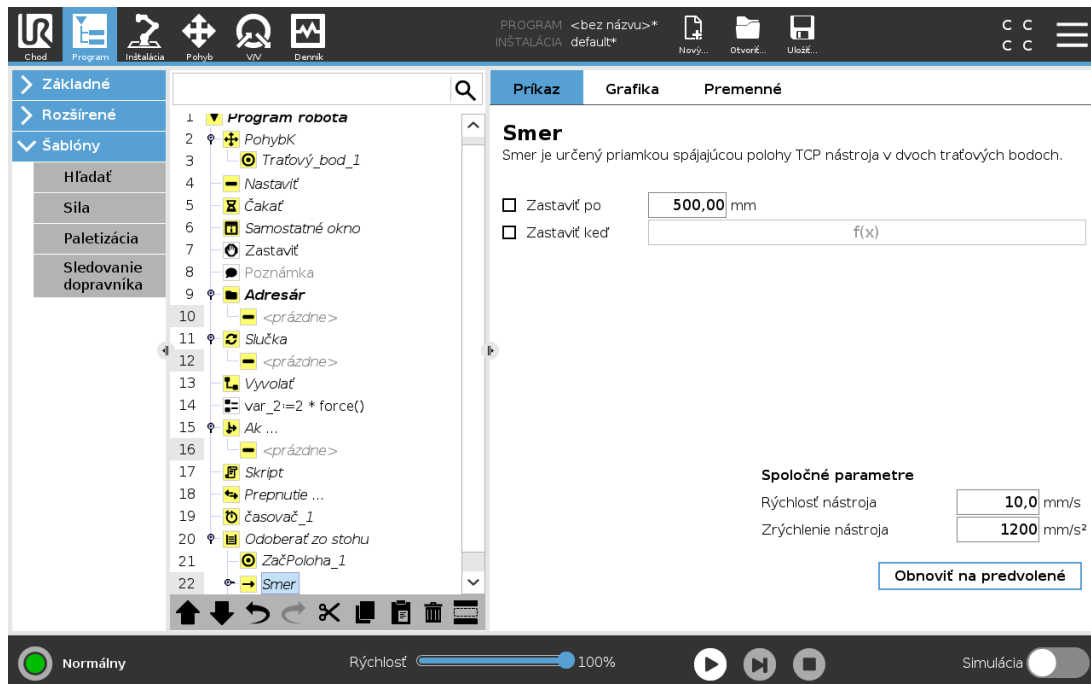 PROGRAM <bez názvu>*
INŠTALÁCIA default*
UR
Chod
Program
Inštalácia
Pohyb
V/V
Dennik
Nový...
Otvoriť...
Uložiť...
C C
C C
Základné
Rozšírené
Šablóny
Hľadať
Sila
Paletizácia
Sledovanie
dopravníka
1 Program robota
2 PohybK
3 Traťový_bod_1
4 Nastaviť
5 Čakať
6 Samostatné okno
7 Zastaviť
8 Poznámka
9 Adresár
10 <prázdne>
11 Slučka
12 <prázdne>
13 Vyvolať
14 var_2≔2 * force()
15 Ak ...
16 <prázdne>
17 Skript
18 Prepnutie ...
19 časovač_1
20 Odoberať zo stohu
21 ZačPoloha_1
22 Smer
Príkaz
Grafika
Premenné
Smer
Smer je určený priamkou spájajúcou polohy TCP nástroja v dvoch traťových bodoch.
Zastaviť po 500,00 mm
Zastaviť keď f(x)
Spoločné parametre
Rýchlosť nástroja 10,0 mm/s
Zrýchlenie nástroja 1200 mm/s²
Obnoviť na predvolené
Normálny
Rýchlosť 100%
Simulácia